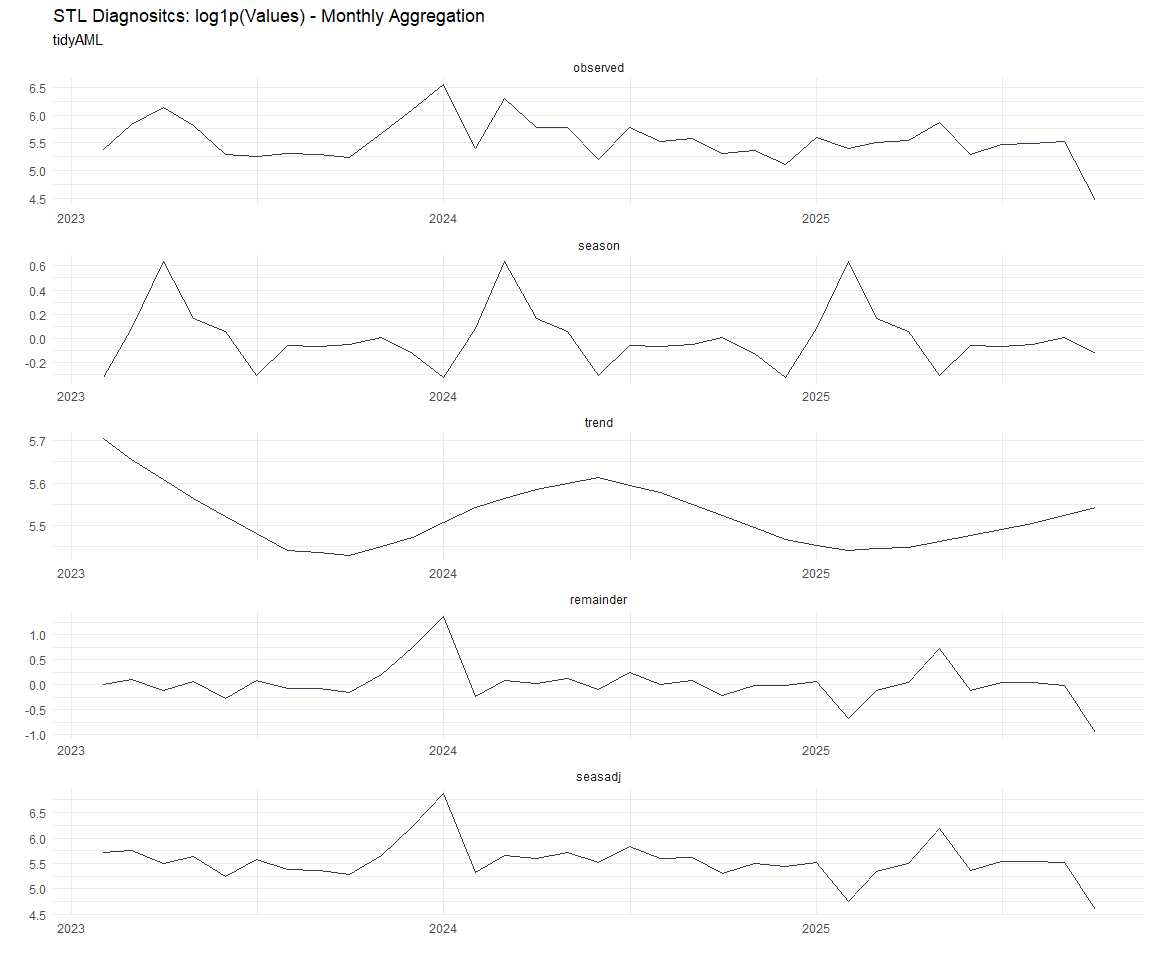 STL Diagnositcs: log1p(Values) - Monthly Aggregation
tidyAML
observed
6.5
6.0
5.5
5.0
4.5
2023 2024 2025
season
0.6
0.4
0.2
0.0
-0.2
2023 2024 2025
trend
5.7
5.6
5.5
2023 2024 2025
remainder
1.0
0.5
0.0
-0.5
-1.0
2023 2024 2025
seasadj
6.5
6.0
5.5
5.0
4.5
2023 2024 2025